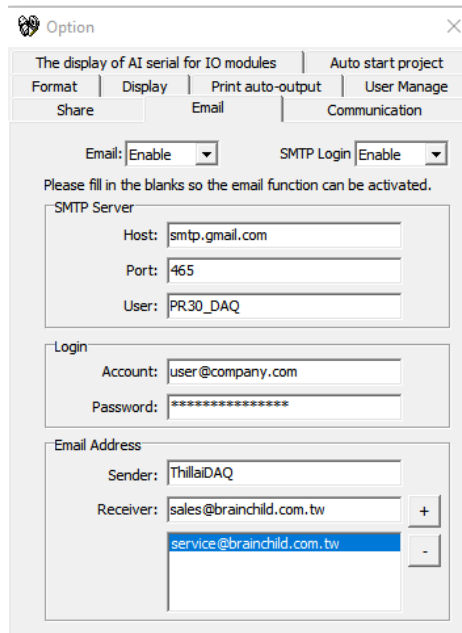 Option
The display of AI serial for IO modules Auto start project
Format Display Print auto-output User Manage
Share Email Communication
Email: Enable SMTP Login Enable
Please fill in the blanks so the email function can be activated.
SMTP Server
Host: smtp.gmail.com
Port: 465
User: PR30_DAQ
Login
Account: user@company.com
Password: ***************
Email Address
Sender: ThillaiDAQ
Receiver: sales@brainchild.com.tw +
service@brainchild.com.tw -